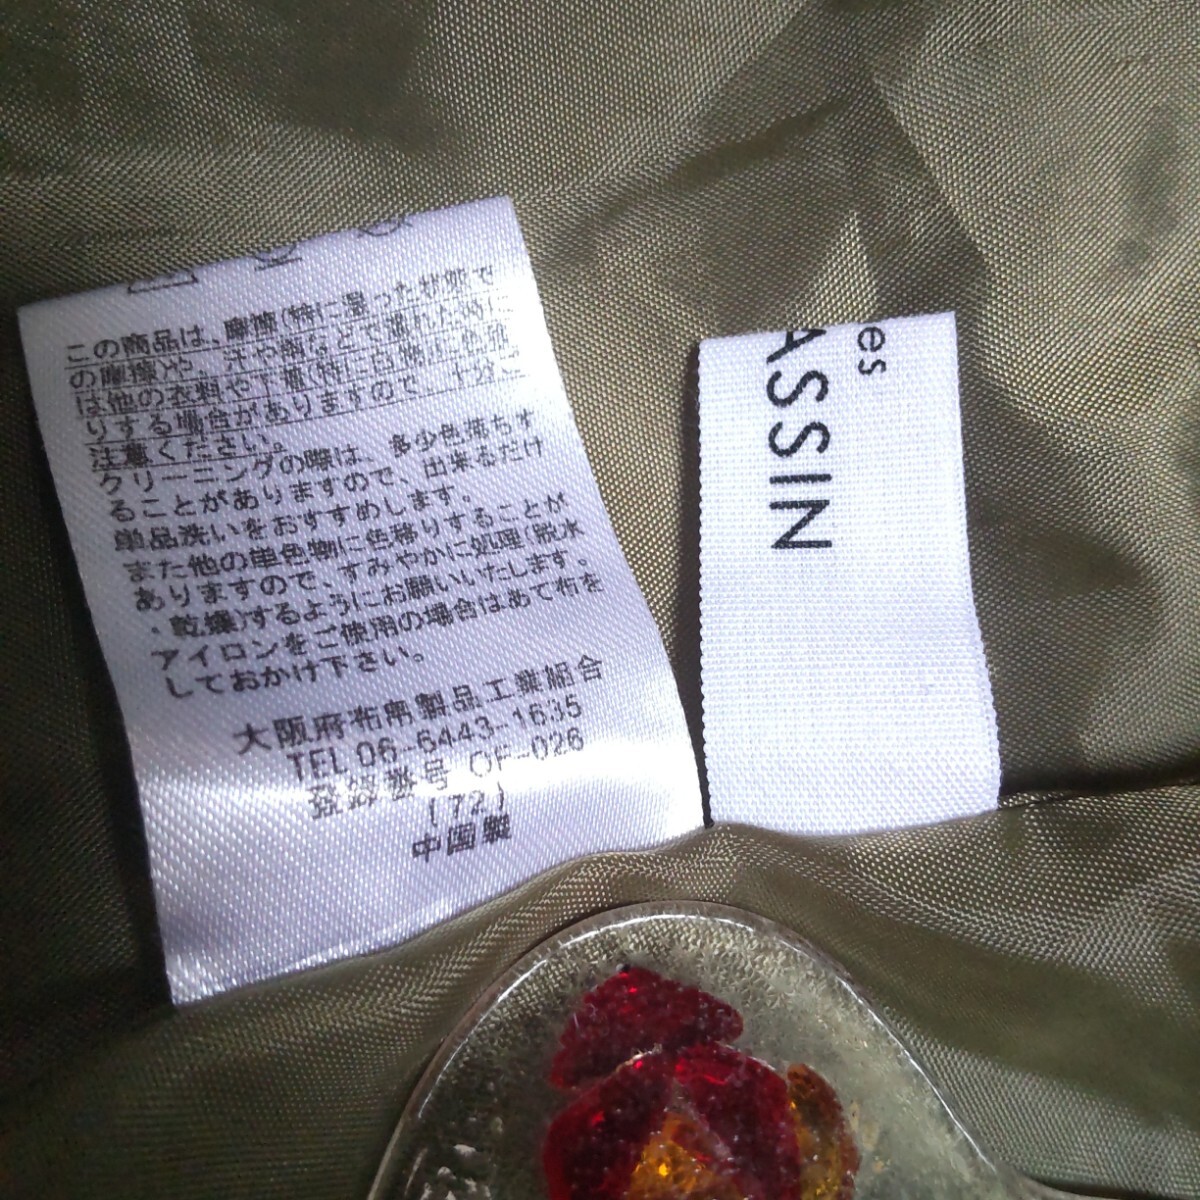 この商品は、摩擦(特に湿った状態で
の摩擦)や、汗や雨などで濡れた時に
は他の衣料や下着(特に白物)に色移
りする場合がありますので、十分ご
注意ください。
クリーニングの際は、多少色落ちす
ることがありますので、出来るだけ
単品洗いをおすすめします。
また他の単色物に色移りすることが
ありますので、すみやかに処理(脱水
・乾燥)するようにお願いいたします。
アイロンをご使用の場合はあて布を
しておかけ下さい。
大阪府布帛製品工業組合
TEL 06-6443-1635
登録番号 OF-026
(72)
中国製
es
ASSIN